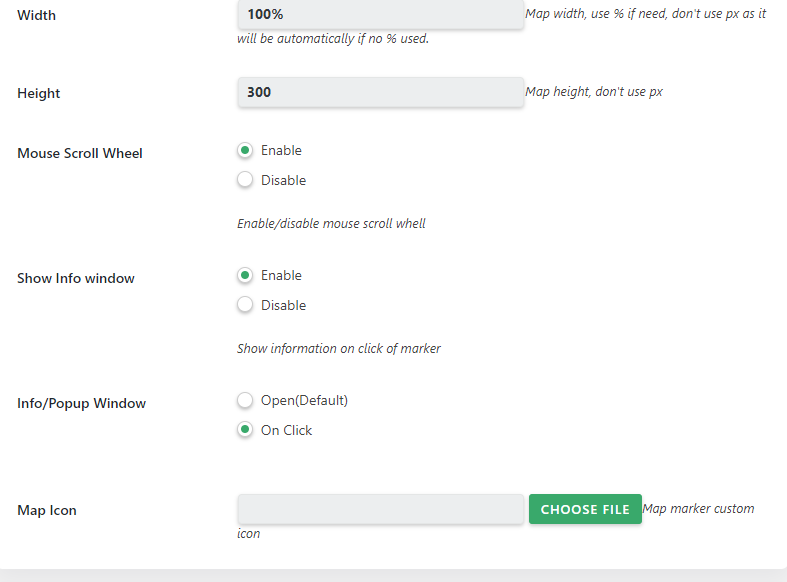 Width
100%
Map width, use % if need, don't use px as it
will be automatically if no % used.
Height
300
Map height, don't use px
Mouse Scroll Wheel
Enable
Disable
Enable/disable mouse scroll whell
Show Info window
Enable
Disable
Show information on click of marker
Info/Popup Window
Open(Default)
On Click
Map Icon
CHOOSE FILE
Map marker custom
icon